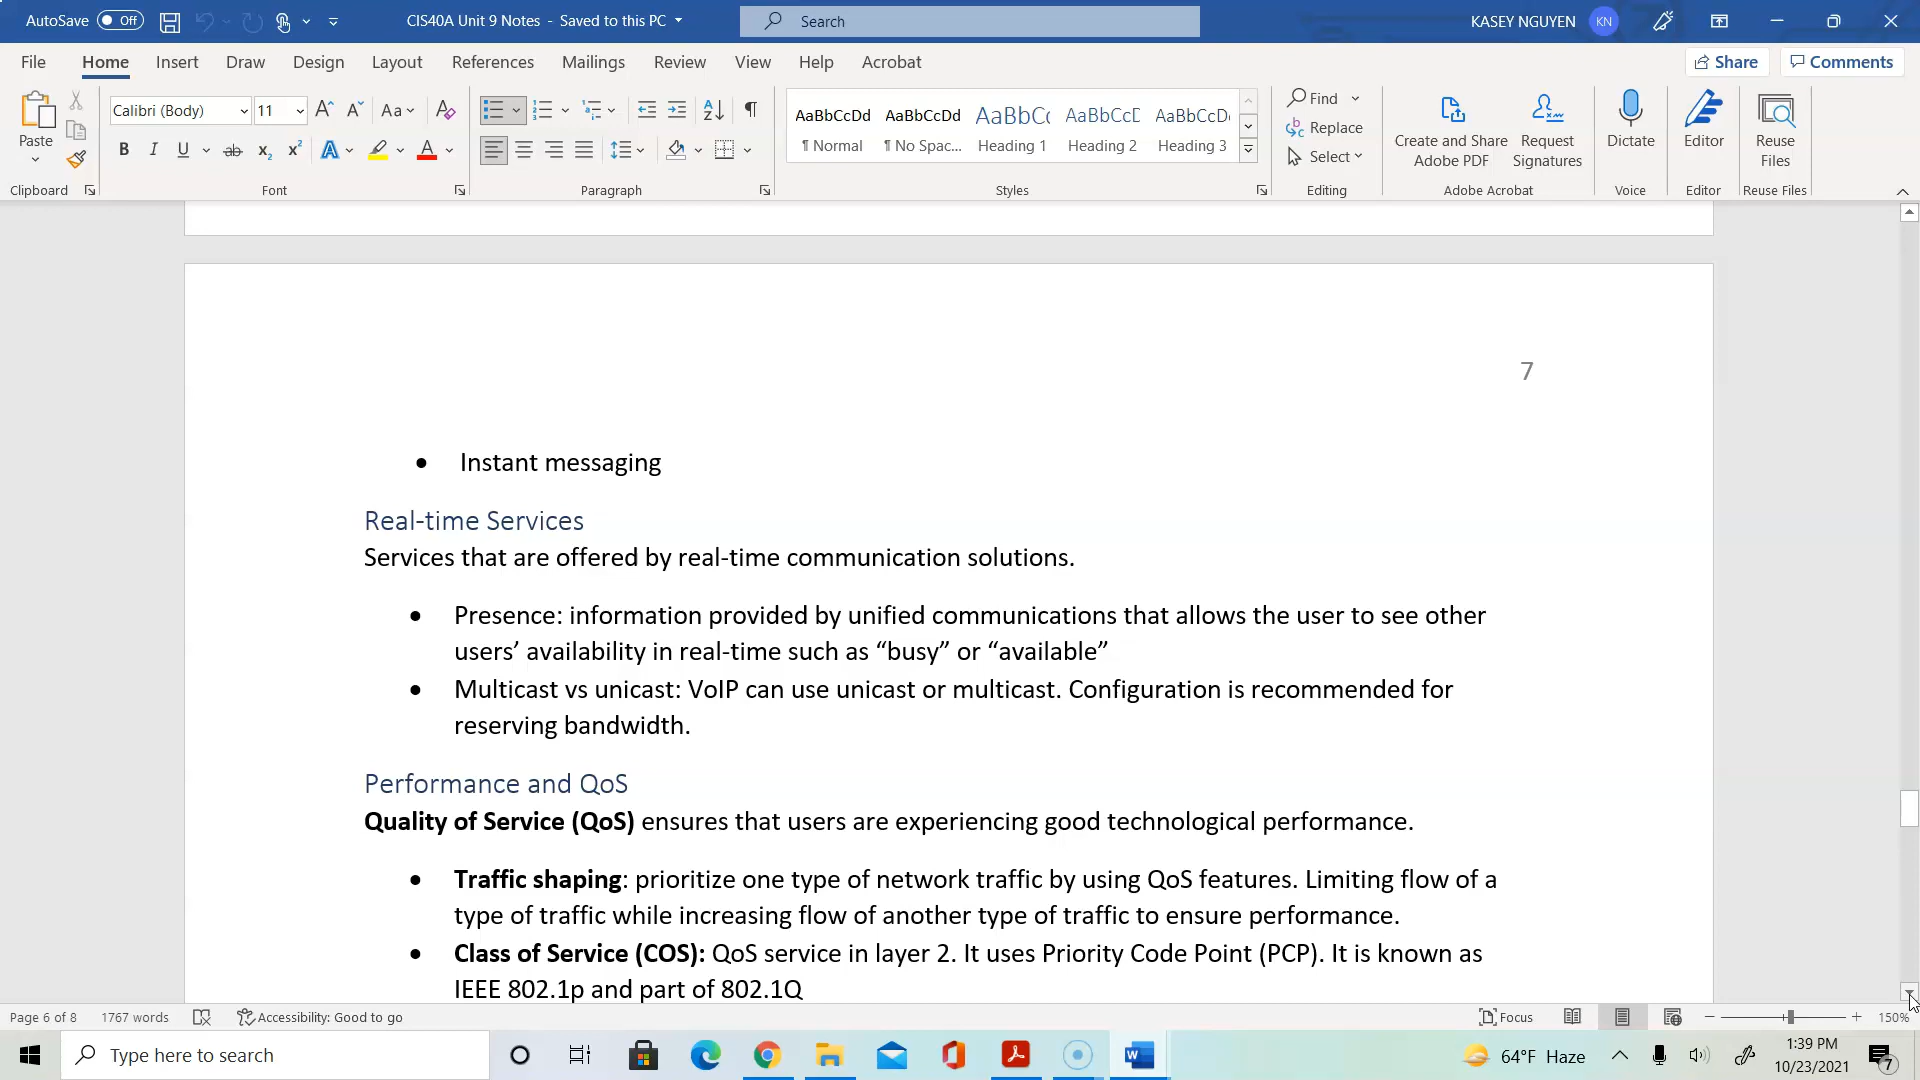 AutoSave Off CIS40A Unit 9 Notes - Saved to this PC Search KASEY NGUYEN KN
File Home Insert Draw Design Layout References Mailings Review View Help Acrobat Share Comments
Paste
Clipboard
Calibri (Body) 11
Font
Paragraph
AaBbCcDd AaBbCcDd AaBbCc AaBbCcD AaBbCcD
¶ Normal ¶ No Spac... Heading 1 Heading 2 Heading 3
Styles
Find
Replace
Select
Editing
Create and Share
Adobe PDF
Request
Signatures
Adobe Acrobat
Dictate
Voice
Editor
Editor
Reuse
Files
Reuse Files
7
• Instant messaging
Real-time Services
Services that are offered by real-time communication solutions.
• Presence: information provided by unified communications that allows the user to see other
users’ availability in real-time such as “busy” or “available”
• Multicast vs unicast: VoIP can use unicast or multicast. Configuration is recommended for
reserving bandwidth.
Performance and QoS
Quality of Service (QoS) ensures that users are experiencing good technological performance.
• Traffic shaping: prioritize one type of network traffic by using QoS features. Limiting flow of a
type of traffic while increasing flow of another type of traffic to ensure performance.
• Class of Service (COS): QoS service in layer 2. It uses Priority Code Point (PCP). It is known as
IEEE 802.1p and part of 802.1Q
Page 6 of 8 1767 words Accessibility: Good to go Focus 150%
Type here to search 64°F Haze 1:39 PM
10/23/2021 7